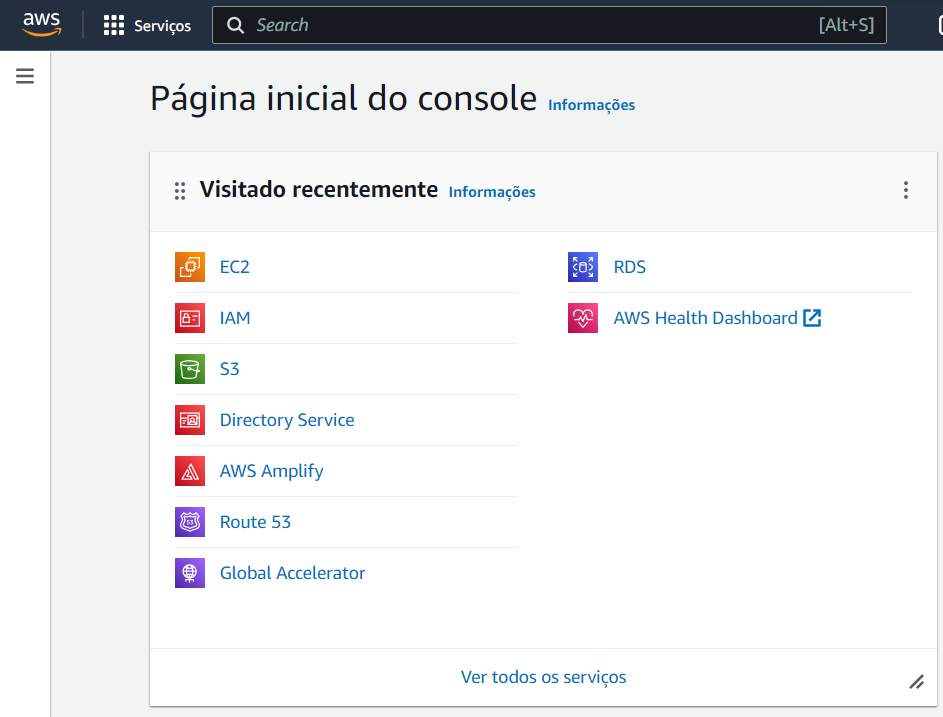 aws
Serviços
Search
[Alt+S]
Página inicial do console Informações
Visitado recentemente Informações
EC2
IAM
S3
Directory Service
AWS Amplify
53 Route 53
Global Accelerator
RDS
AWS Health Dashboard
Ver todos os serviços